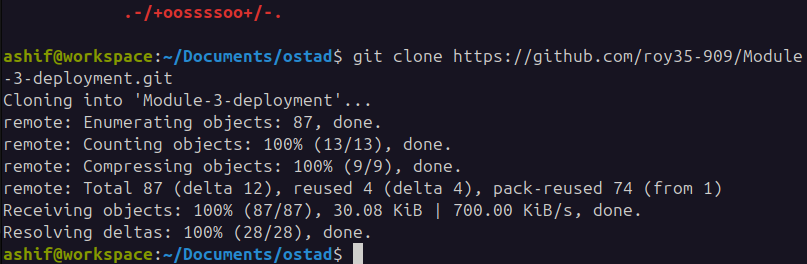 .-/+oossssoo+/-.
ashif@workspace:~/Documents/ostad$ git clone https://github.com/roy35-909/Module
-3-deployment.git
Cloning into 'Module-3-deployment'...
remote: Enumerating objects: 87, done.
remote: Counting objects: 100% (13/13), done.
remote: Compressing objects: 100% (9/9), done.
remote: Total 87 (delta 12), reused 4 (delta 4), pack-reused 74 (from 1)
Receiving objects: 100% (87/87), 30.08 KiB | 700.00 KiB/s, done.
Resolving deltas: 100% (28/28), done.
ashif@workspace:~/Documents/ostad$